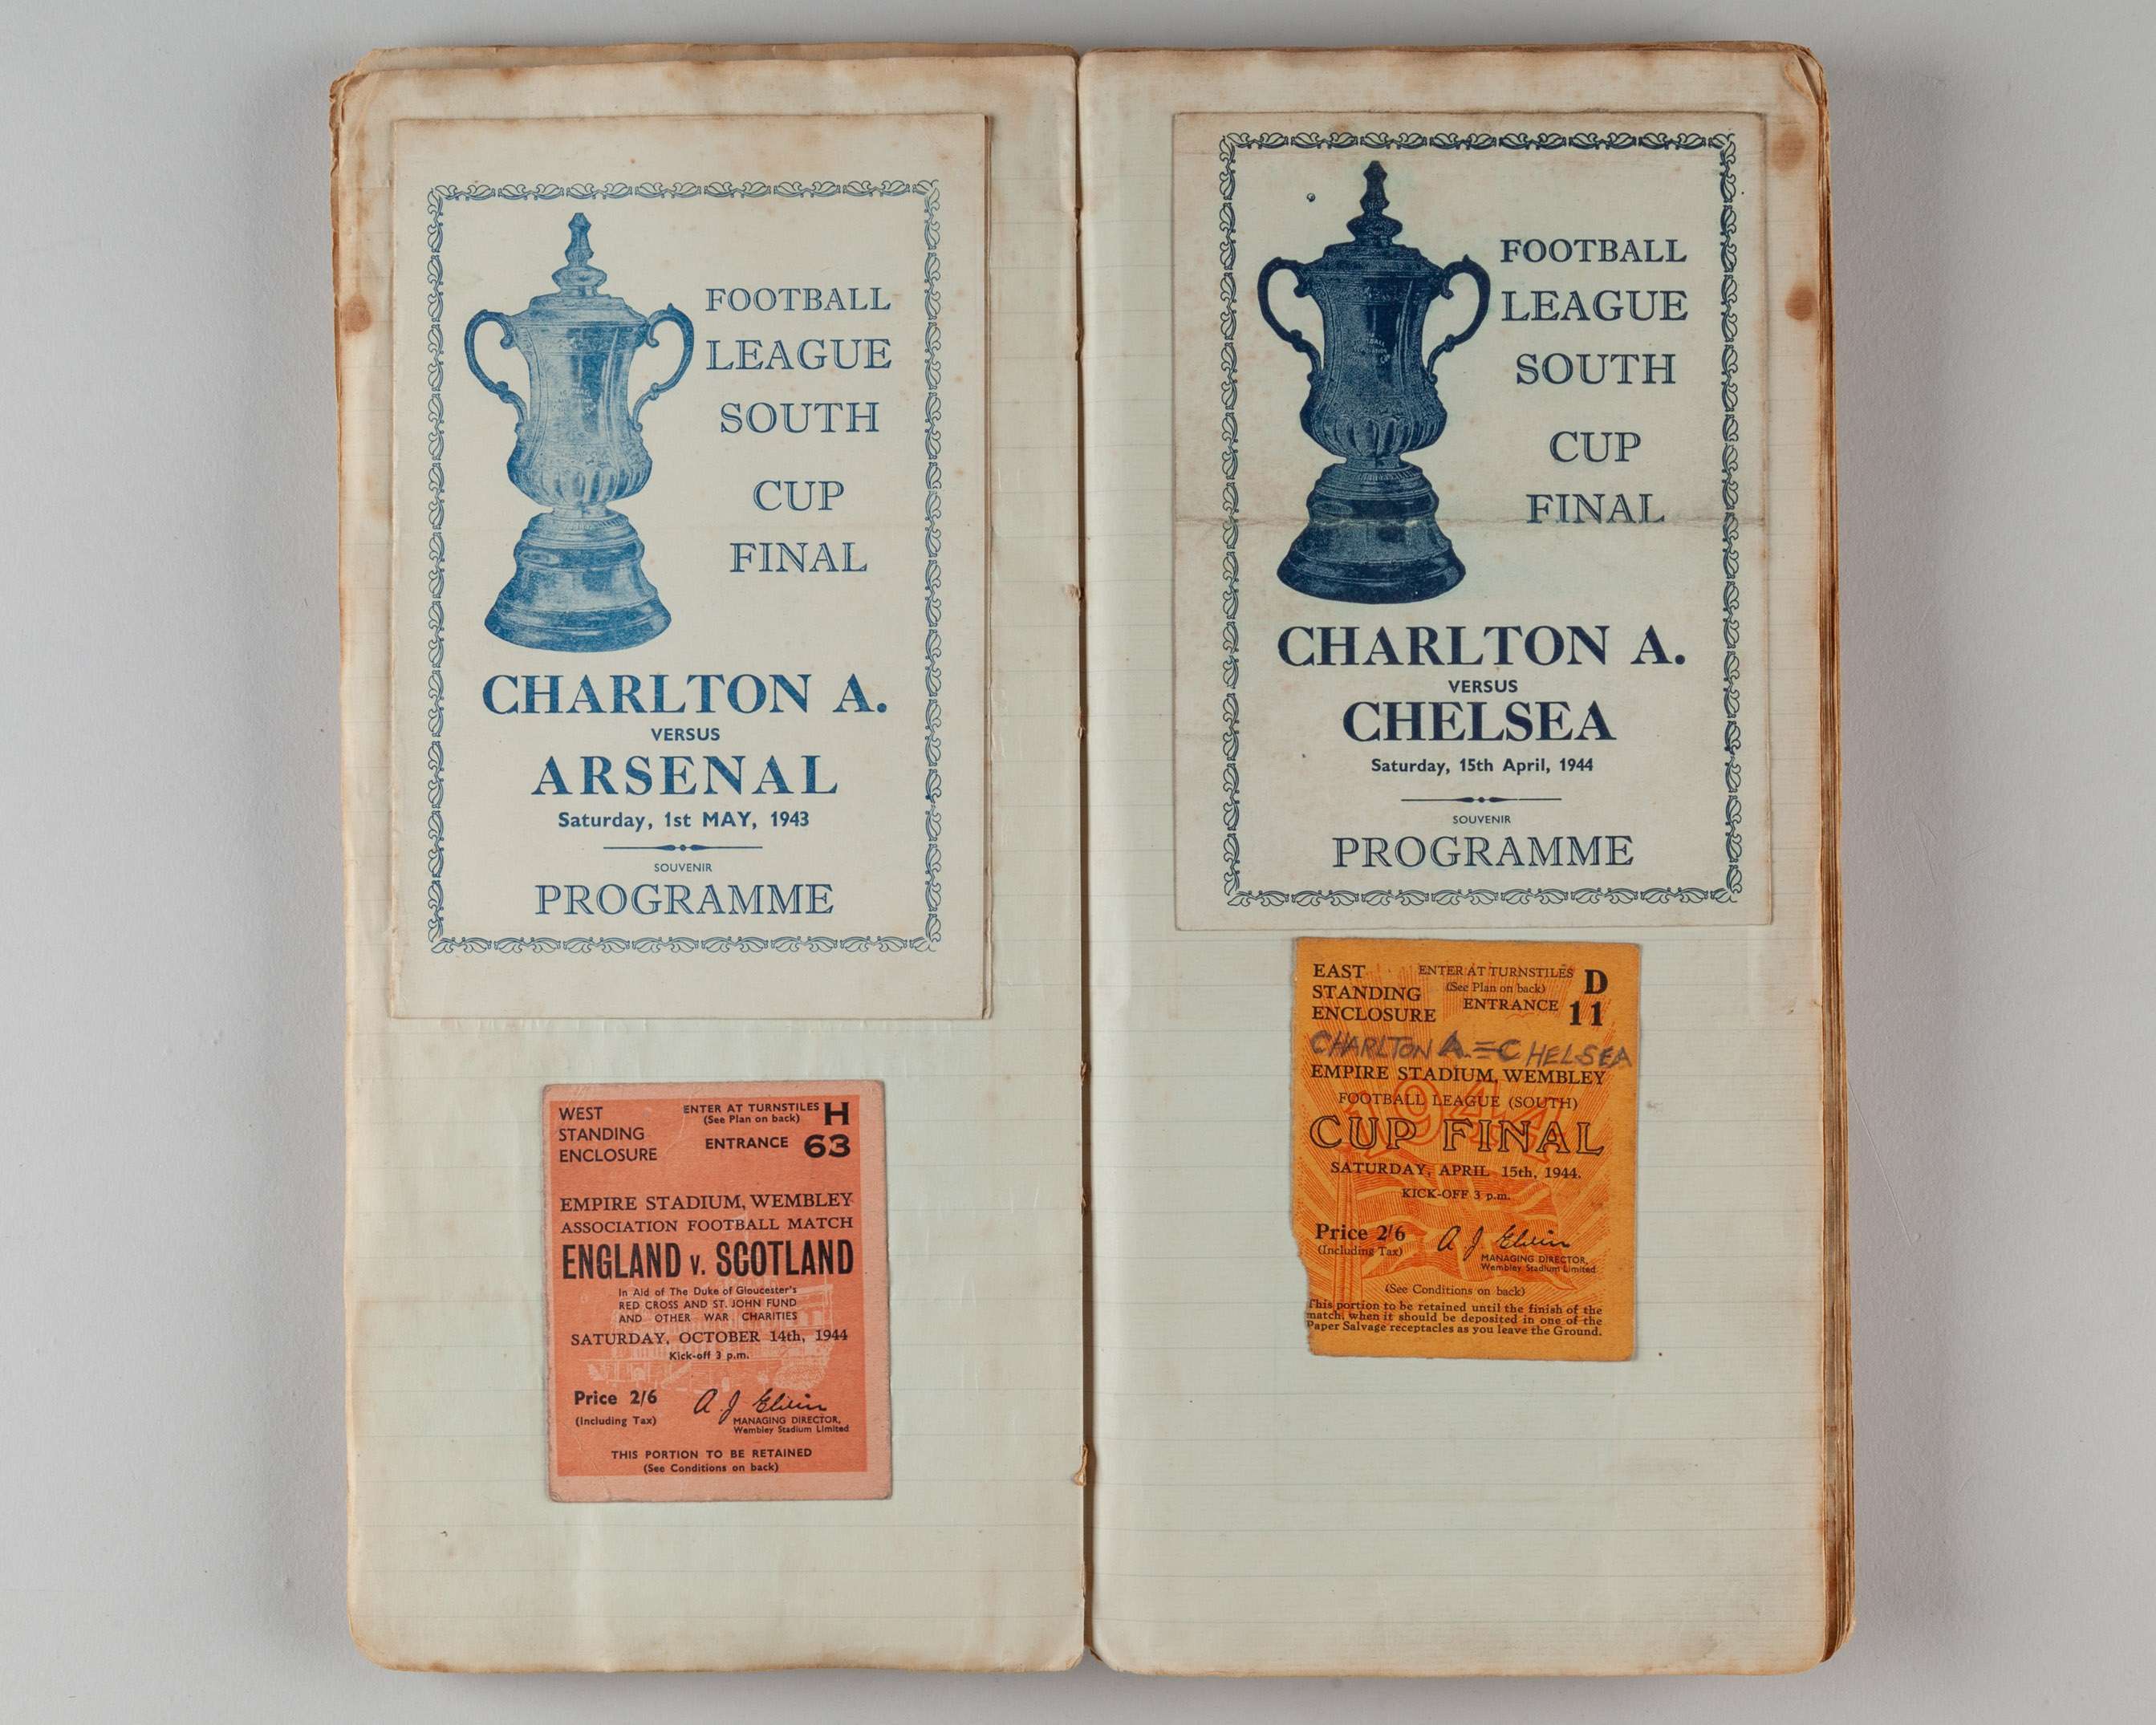 FOOTBALL
LEAGUE
SOUTH
CUP
FINAL
CHARLTON A.
VERSUS
ARSENAL
Saturday, 1st MAY, 1943
SOUVENIR
PROGRAMME
WEST
STANDING
ENCLOSURE
ENTER AT TURNSTILES H
(See Plan on back)
ENTRANCE 63
EMPIRE STADIUM, WEMBLEY
ASSOCIATION FOOTBALL MATCH
ENGLAND v. SCOTLAND
In Aid of The Duke of Gloucester's
RED CROSS AND ST. JOHN FUND
AND OTHER WAR CHARITIES
SATURDAY, OCTOBER 14th, 1944
Kick-off 3 p.m.
Price 2/6
(Including Tax)
A J Elvin
MANAGING DIRECTOR,
Wembley Stadium Limited
THIS PORTION TO BE RETAINED
(See Conditions on back)
FOOTBALL
LEAGUE
SOUTH
CUP
FINAL
CHARLTON A.
VERSUS
CHELSEA
Saturday, 15th April, 1944
SOUVENIR
PROGRAMME
EAST
STANDING
ENCLOSURE
ENTER AT TURNSTILES D
(See Plan on back)
ENTRANCE 11
CHARLTON A. = CHELSEA
EMPIRE STADIUM, WEMBLEY
FOOTBALL LEAGUE (SOUTH)
1944
CUP FINAL
SATURDAY, APRIL 15th, 1944.
KICK-OFF 3 p.m.
Price 2/6
(Including Tax)
A J Elvin
MANAGING DIRECTOR,
Wembley Stadium Limited
(See Conditions on back)
This portion to be retained until the finish of the
match, when it should be deposited in one of the
Paper Salvage receptacles as you leave the Ground.